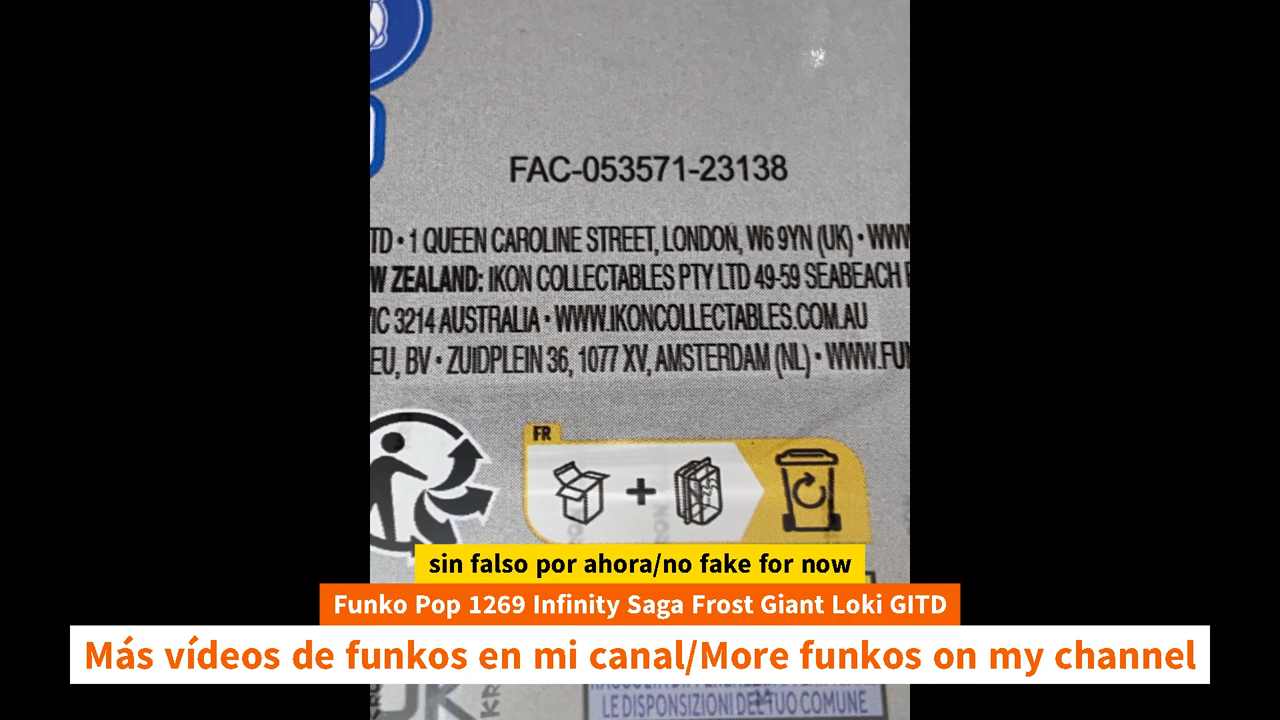 FAC-053571-23138
TD • 1 QUEEN CAROLINE STREET, LONDON, W6 9YN (UK) • WWW
W ZEALAND: IKON COLLECTABLES PTY LTD 49-59 SEABEACH
IC 3214 AUSTRALIA • WWW.IKONCOLLECTABLES.COM.AU
EU, BV • ZUIDPLEIN 36, 1077 XV, AMSTERDAM (NL) • WWW.FUN
FR
sin falso por ahora/no fake for now
Funko Pop 1269 Infinity Saga Frost Giant Loki GITD
Más vídeos de funkos en mi canal/More funkos on my channel
UK
LE DISPOSIZIONI DEL TUO COMUNE